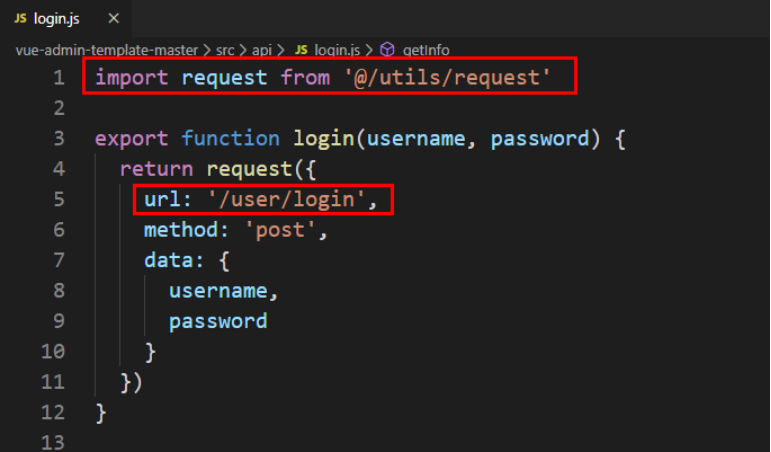 JS login.js ×
vue-admin-template-master > src > api > JS login.js > getInfo
1 import request from '@/utils/request'
2
3 export function login(username, password) {
4   return request({
5     url: '/user/login',
6     method: 'post',
7     data: {
8       username,
9       password
10     }
11   })
12 }
13